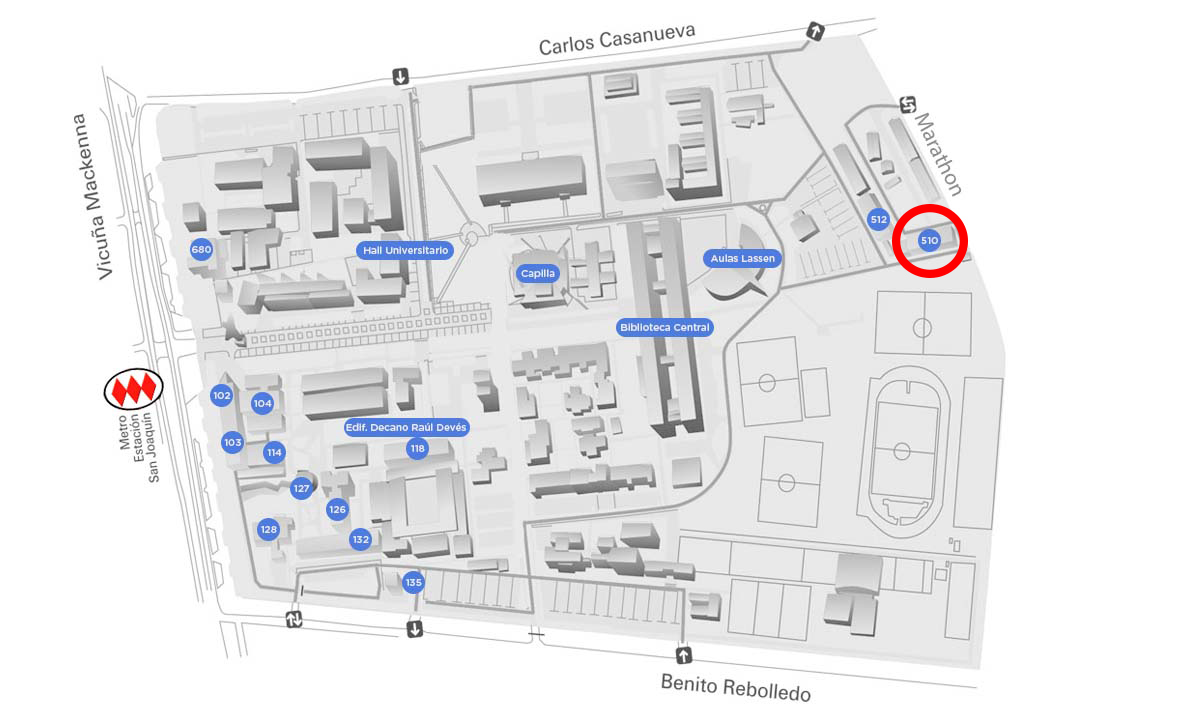 Carlos Casanueva
Marathon
Vicuña Mackenna
512
510
680
Hall Universitario
Capilla
Aulas Lassen
Biblioteca Central
Metro
Estación
San Joaquín
102
104
103
114
Edif. Decano Raúl Devés
118
127
126
128
132
135
Benito Rebolledo